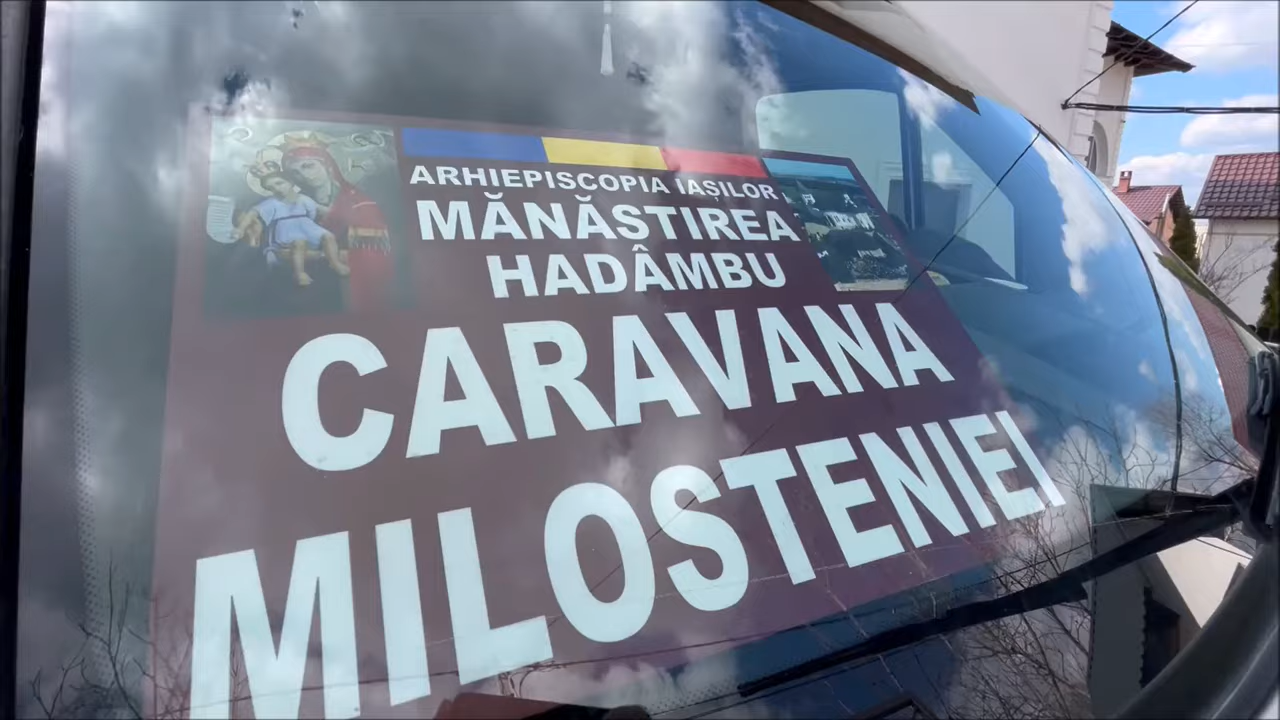 ARHIEPISCOPIA IAȘILOR
MĂNĂSTIREA
HADÂMBU
CARAVANA
MILOSTENIEI